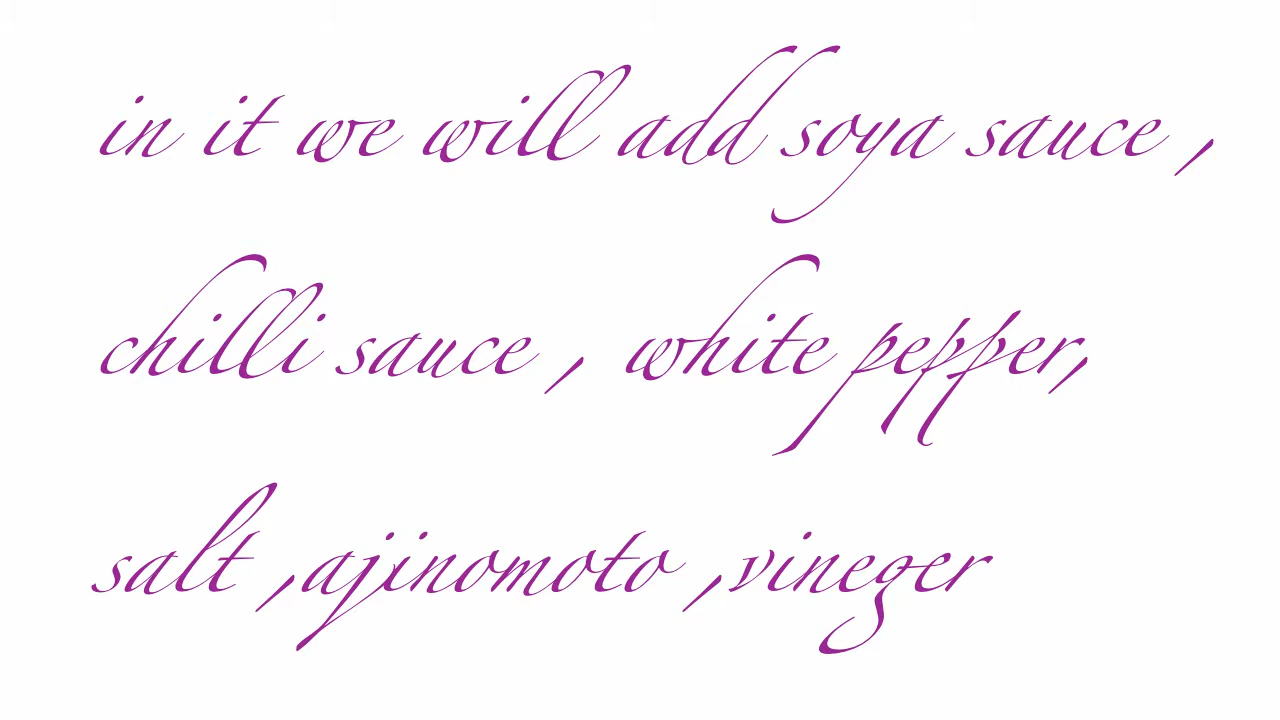 in it we will add soya sauce ,
chilli sauce , white pepper,
salt ,ajinomoto ,vineger